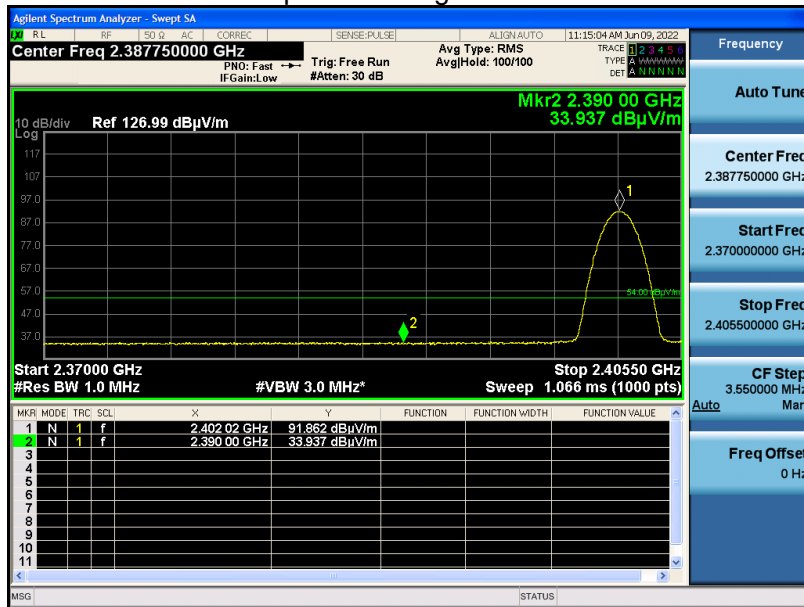 Agilent Spectrum Analyzer - Swept SA
LXI RL RF 50 Ω AC CORREC SENSE:PULSE ALIGN AUTO 11:15:04 AM Jun 09, 2022
Center Freq 2.387750000 GHz
PNO: Fast
IFGain:Low
Trig: Free Run
#Atten: 30 dB
Avg Type: RMS
Avg|Hold: 100/100
TRACE 1 2 3 4 5 6
TYPE A WWWWW
DET A N N N N N
Mkr2 2.390 00 GHz
33.937 dBµV/m
10 dB/div Ref 126.99 dBµV/m
Log
117
107
97.0
87.0
77.0
67.0
57.0
47.0
37.0
1
54.00 dBµV/m
2
Start 2.37000 GHz Stop 2.40550 GHz
#Res BW 1.0 MHz #VBW 3.0 MHz* Sweep 1.066 ms (1000 pts)
MKR MODE TRC SCL X Y FUNCTION FUNCTION WIDTH FUNCTION VALUE
1 N 1 f 2.402 02 GHz 91.862 dBµV/m
2 N 1 f 2.390 00 GHz 33.937 dBµV/m
3
4
5
6
7
8
9
10
11
MSG STATUS
Frequency
Auto Tune
Center Freq
2.387750000 GHz
Start Freq
2.370000000 GHz
Stop Freq
2.405500000 GHz
CF Step
3.550000 MHz
Auto Man
Freq Offset
0 Hz